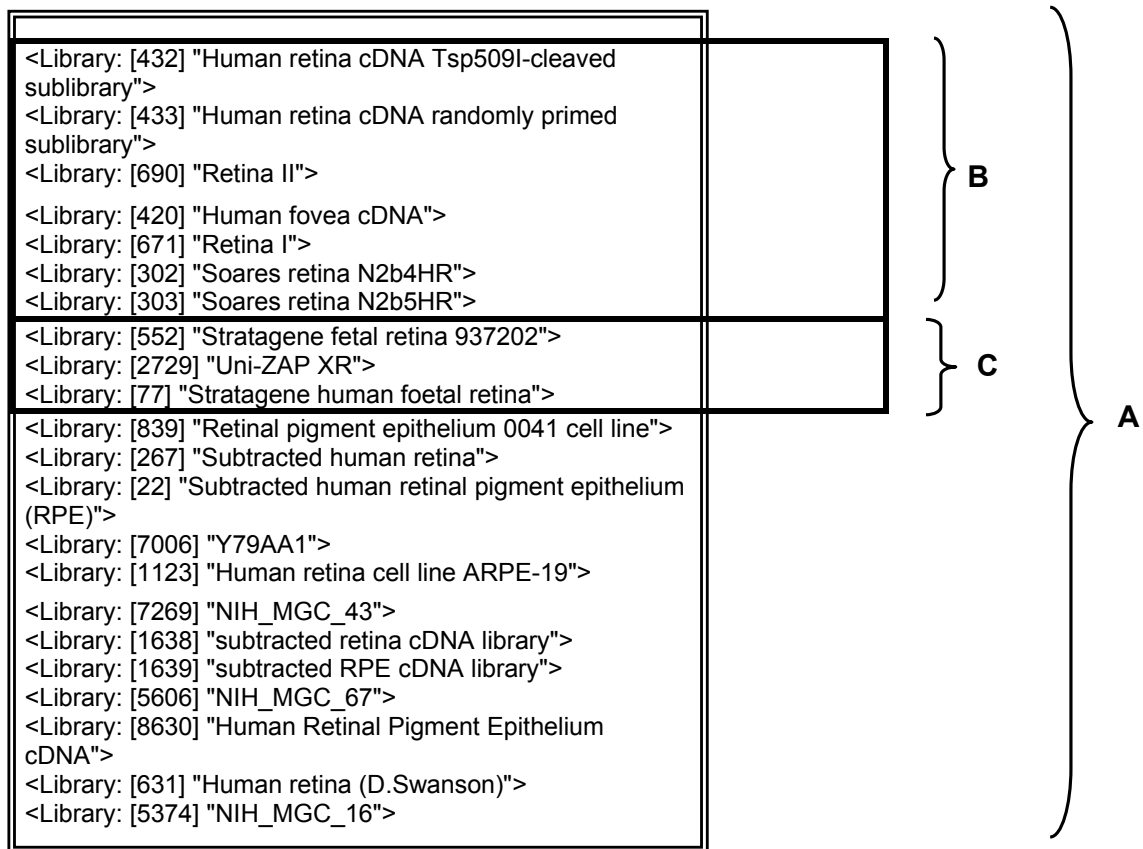 <Library: [432] "Human retina cDNA Tsp509I-cleaved
sublibrary">
<Library: [433] "Human retina cDNA randomly primed
sublibrary">
<Library: [690] "Retina II">
<Library: [420] "Human fovea cDNA">
<Library: [671] "Retina I">
<Library: [302] "Soares retina N2b4HR">
<Library: [303] "Soares retina N2b5HR">
B
<Library: [552] "Stratagene fetal retina 937202">
<Library: [2729] "Uni-ZAP XR">
<Library: [77] "Stratagene human foetal retina">
C
<Library: [839] "Retinal pigment epithelium 0041 cell line">
<Library: [267] "Subtracted human retina">
<Library: [22] "Subtracted human retinal pigment epithelium
(RPE)">
<Library: [7006] "Y79AA1">
<Library: [1123] "Human retina cell line ARPE-19">
<Library: [7269] "NIH_MGC_43">
<Library: [1638] "subtracted retina cDNA library">
<Library: [1639] "subtracted RPE cDNA library">
<Library: [5606] "NIH_MGC_67">
<Library: [8630] "Human Retinal Pigment Epithelium
cDNA">
<Library: [631] "Human retina (D.Swanson)">
<Library: [5374] "NIH_MGC_16">
A